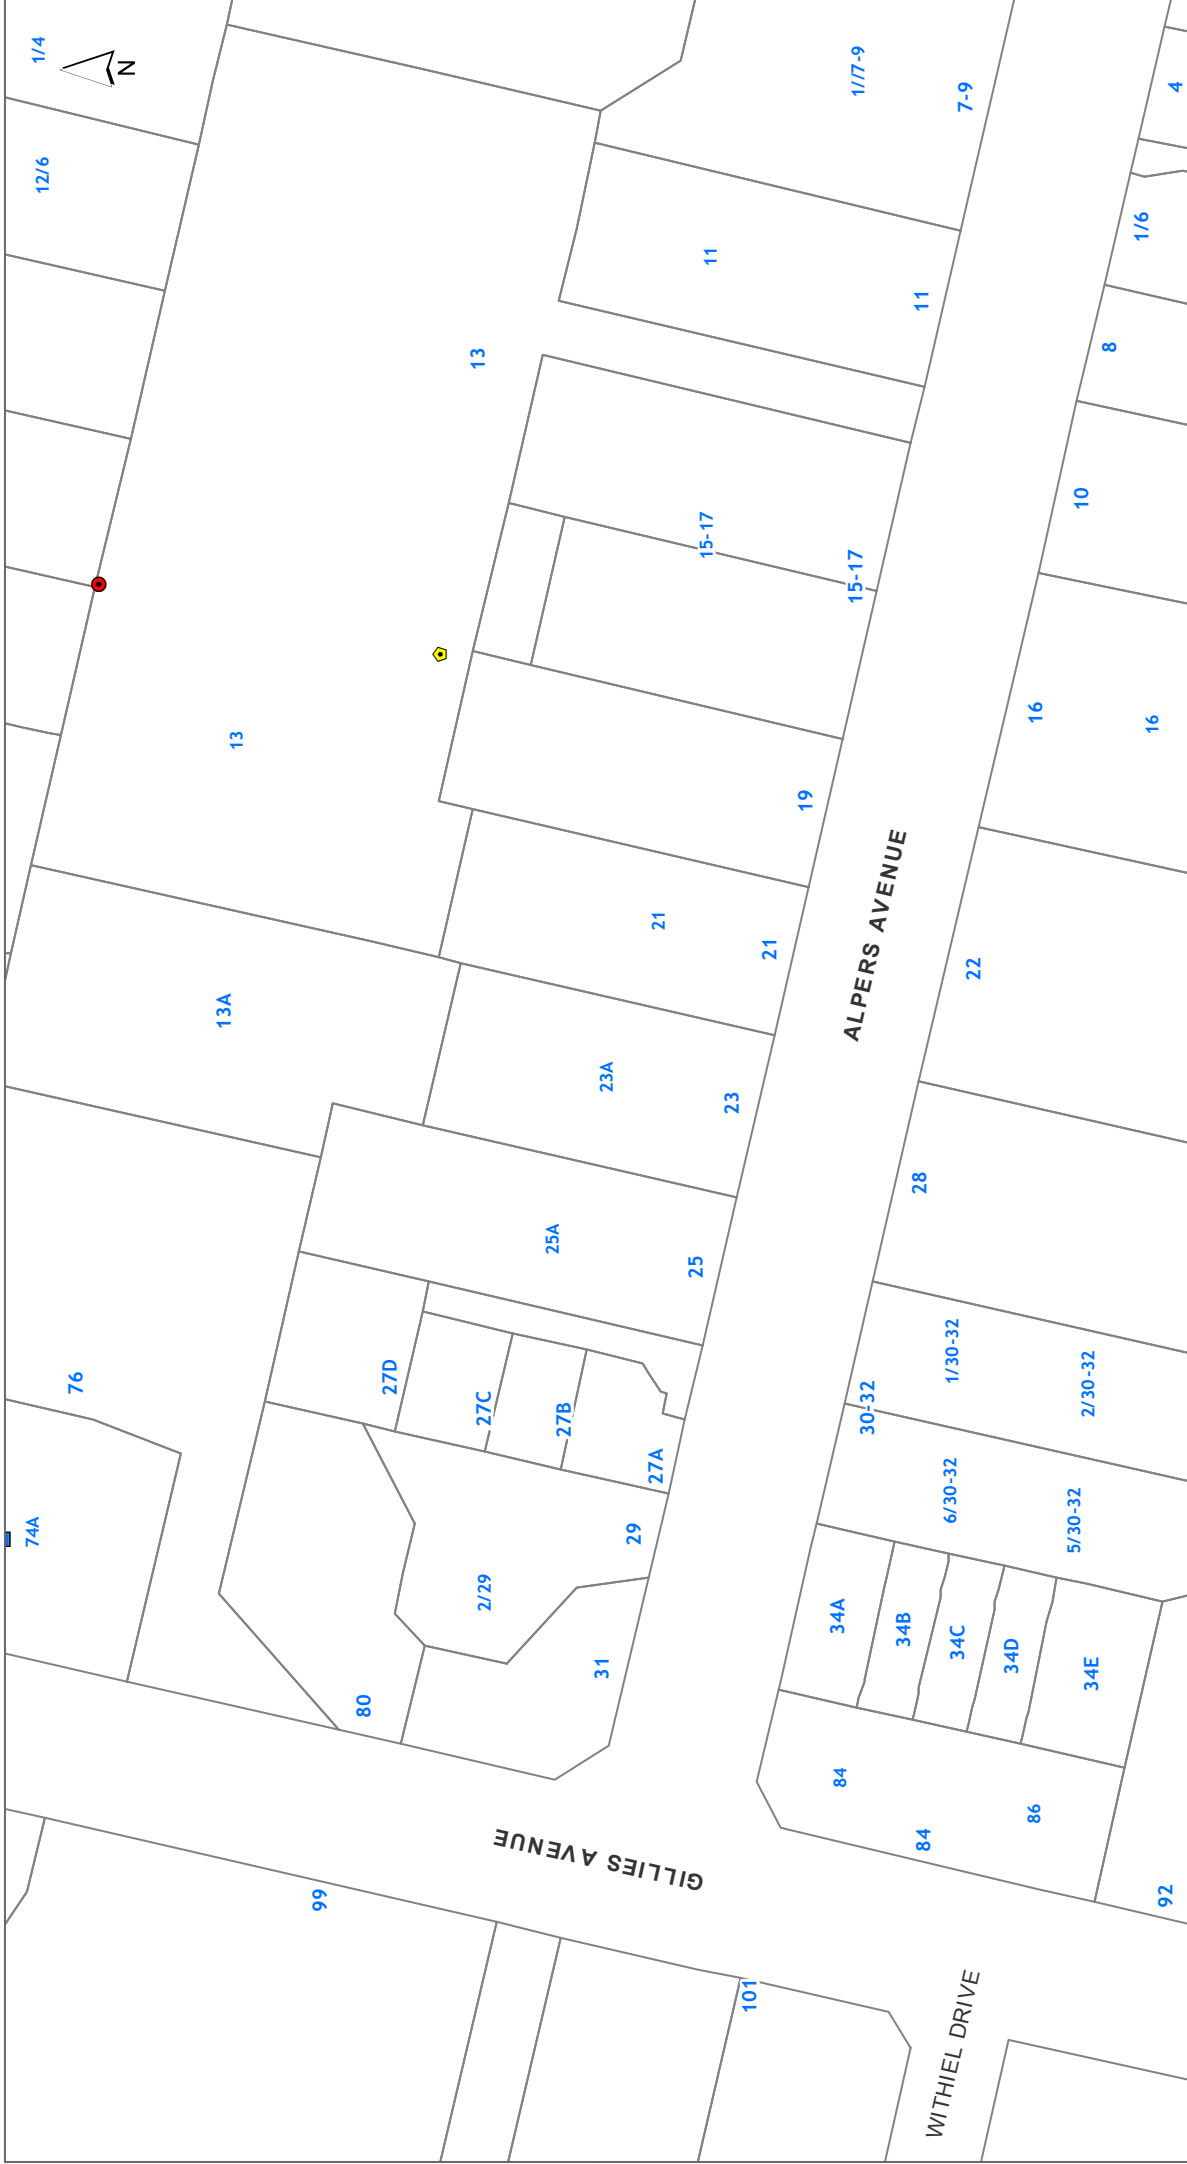 1/4
N
12/6
1//7-9
7-9
4
11
11
1/6
13
8
15-17
15-17
10
13
19
16
16
21
21
ALPERS AVENUE
22
13A
23A
23
25A
25
28
76
27D
27C
27B
27A
1/30-32
2/30-32
30-32
74A
29
2/29
6/30-32
5/30-32
31
80
34A
34B
34C
34D
34E
84
86
84
GILLIES AVENUE
99
92
101
WITHIEL DRIVE